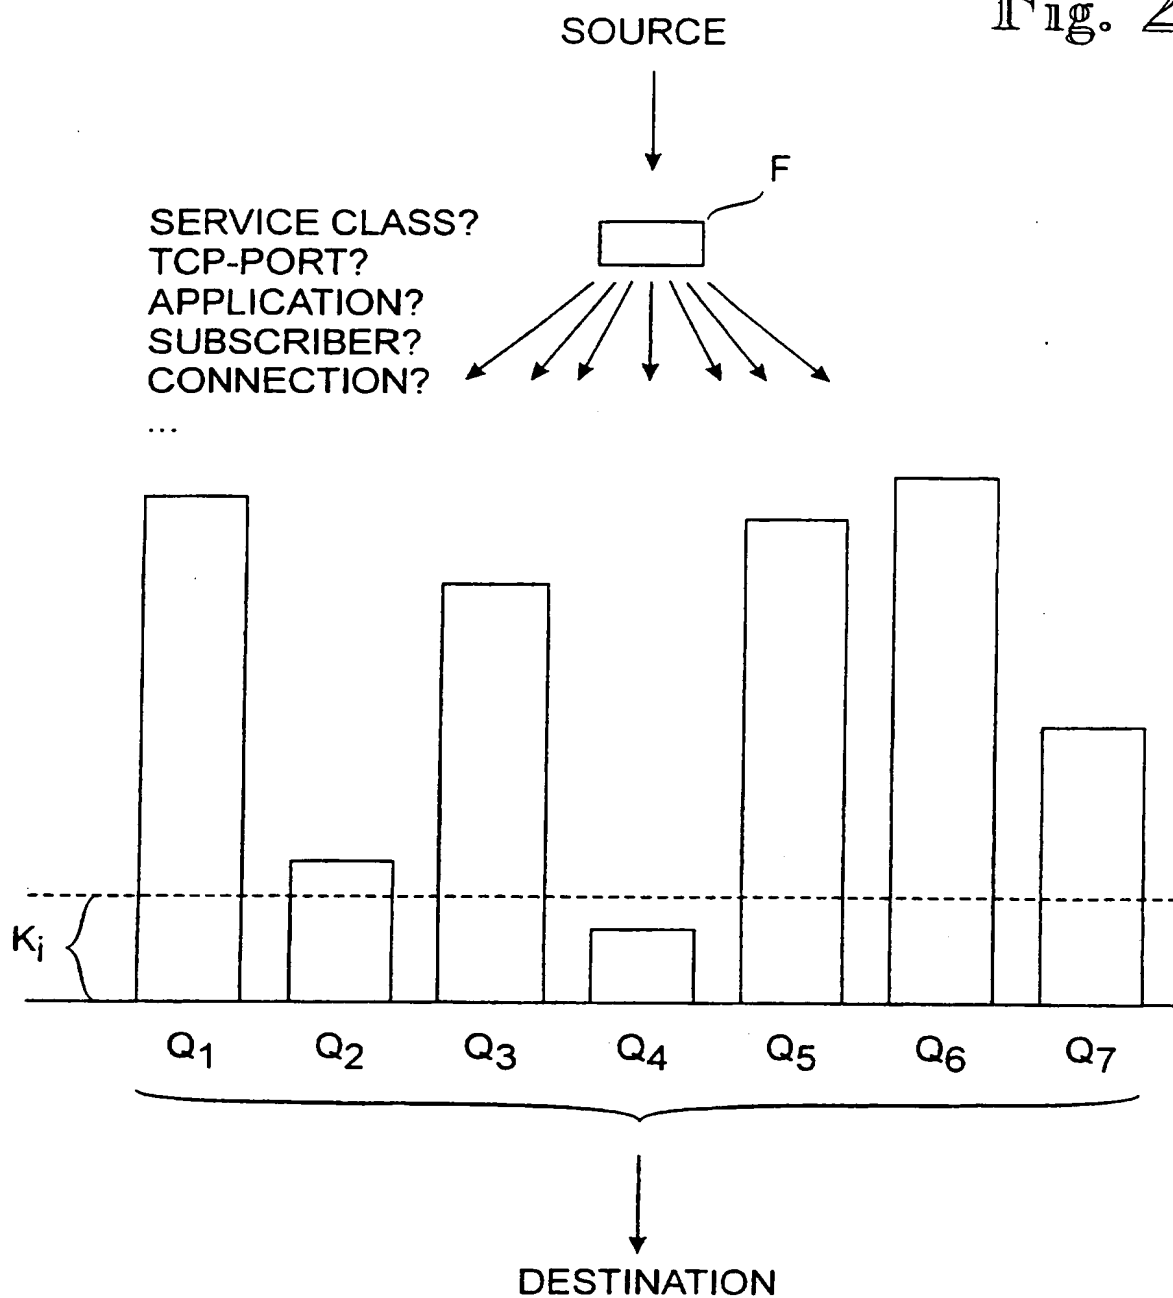 Fig. 2
SOURCE
F
SERVICE CLASS?
TCP-PORT?
APPLICATION?
SUBSCRIBER?
CONNECTION?
...
Ki
Q1 Q2 Q3 Q4 Q5 Q6 Q7
DESTINATION